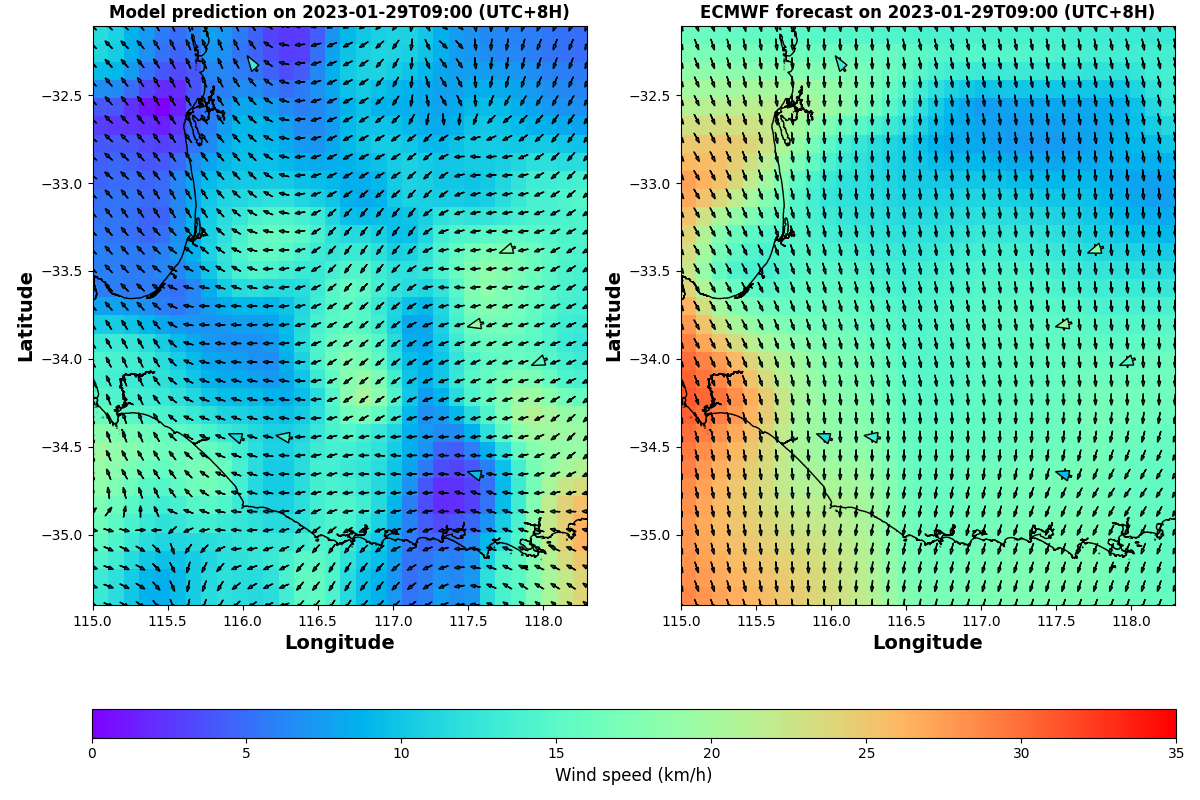 Model prediction on 2023-01-29T09:00 (UTC+8H)
ECMWF forecast on 2023-01-29T09:00 (UTC+8H)
Latitude
−32.5
−33.0
−33.5
−34.0
−34.5
−35.0
115.0 115.5 116.0 116.5 117.0 117.5 118.0
Longitude
Latitude
−32.5
−33.0
−33.5
−34.0
−34.5
−35.0
115.0 115.5 116.0 116.5 117.0 117.5 118.0
Longitude
0 5 10 15 20 25 30 35
Wind speed (km/h)